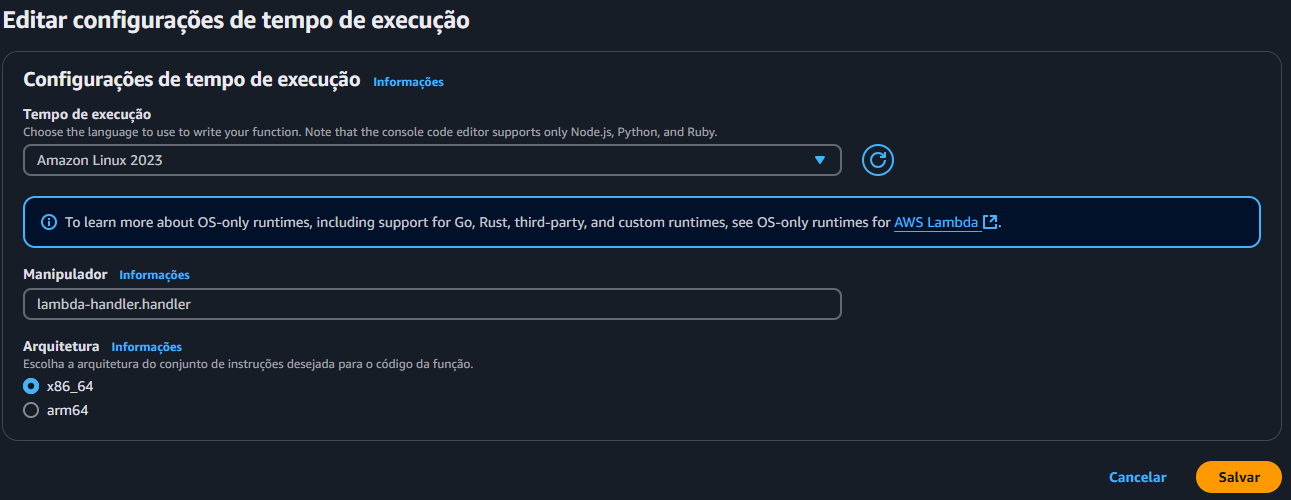 Editar configurações de tempo de execução
Configurações de tempo de execução Informações
Tempo de execução
Choose the language to use to write your function. Note that the console code editor supports only Node.js, Python, and Ruby.
Amazon Linux 2023
To learn more about OS-only runtimes, including support for Go, Rust, third-party, and custom runtimes, see OS-only runtimes for AWS Lambda.
Manipulador Informações
lambda-handler.handler
Arquitetura Informações
Escolha a arquitetura do conjunto de instruções desejada para o código da função.
x86_64
arm64
Cancelar Salvar